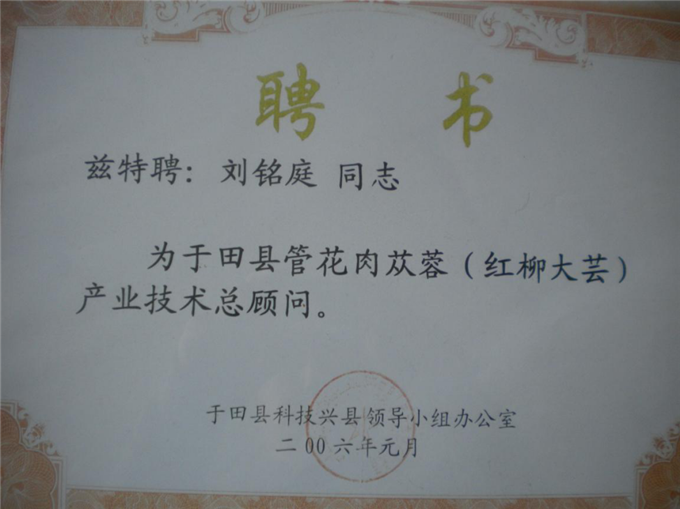 聘 书
兹特聘：刘铭庭 同志
为于田县管花肉苁蓉（红柳大芸）
产业技术总顾问。
于田县科技兴县领导小组办公室
二00六年元月